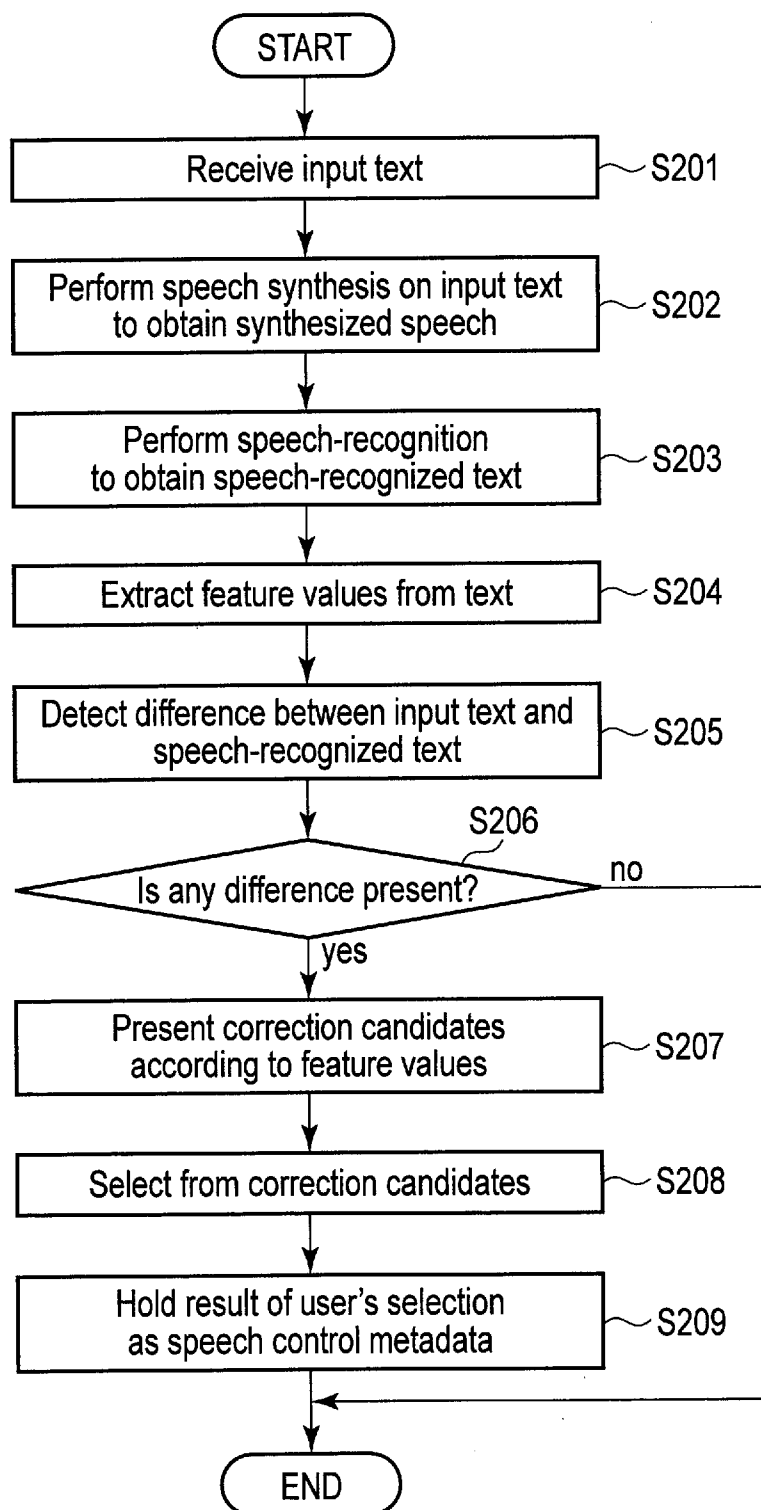 START
Receive input text
S201
Perform speech synthesis on input text
to obtain synthesized speech
S202
Perform speech-recognition
to obtain speech-recognized text
S203
Extract feature values from text
S204
Detect difference between input text and
speech-recognized text
S205
S206
Is any difference present?
no
yes
Present correction candidates
according to feature values
S207
Select from correction candidates
S208
Hold result of user's selection
as speech control metadata
S209
END